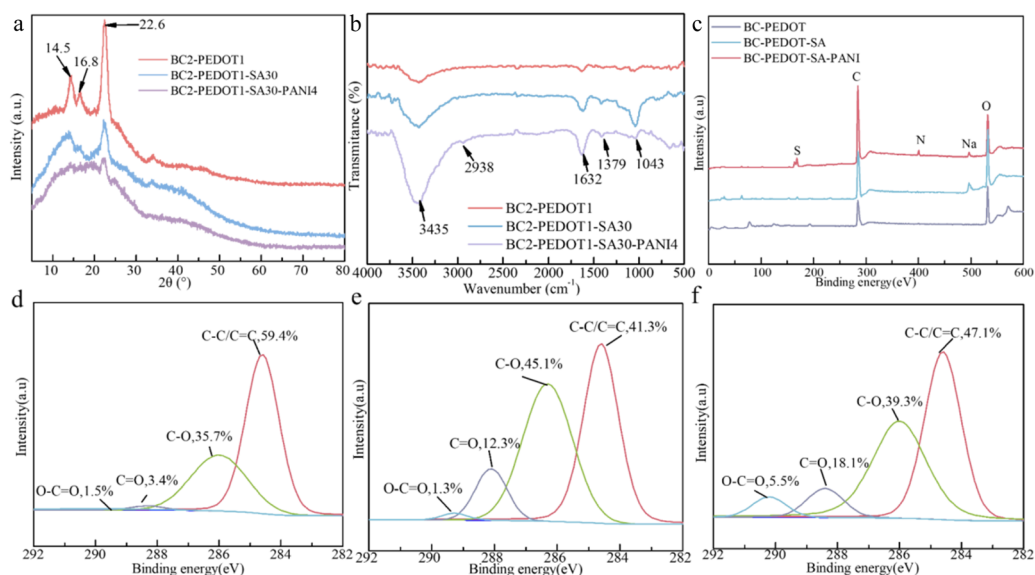 a
22.6
14.5
16.8
BC2-PEDOT1
BC2-PEDOT1-SA30
BC2-PEDOT1-SA30-PANI4
Intensity (a.u.)
10 20 30 40 50 60 70 80
2θ (°)
b
2938
1632
1379
1043
3435
BC2-PEDOT1
BC2-PEDOT1-SA30
BC2-PEDOT1-SA30-PANI4
Transmitance (%)
4000 3500 3000 2500 2000 1500 1000 500
Wavenumber (cm-1)
c
BC-PEDOT
BC-PEDOT-SA
BC-PEDOT-SA-PANI
C
O
S
N
Na
Intensity (a.u.)
0 100 200 300 400 500 600
Binding energy(eV)
d
C-C/C=C,59.4%
C-O,35.7%
C=O,3.4%
O-C=O,1.5%
Intensity(a.u)
292 290 288 286 284 282
Binding energy(eV)
e
C-C/C=C,41.3%
C-O,45.1%
C=O,12.3%
O-C=O,1.3%
Intensity(a.u)
292 290 288 286 284 282
Binding energy(eV)
f
C-C/C=C,47.1%
C-O,39.3%
C=O,18.1%
O-C=O,5.5%
Intensity(a.u)
292 290 288 286 284 282
Binding energy(eV)